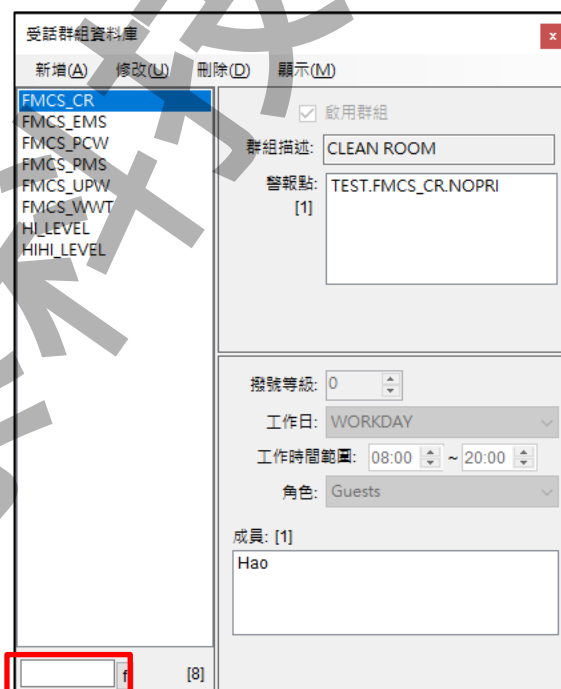 受話群組資料庫 x
新增(A) 修改(U) 刪除(D) 顯示(M)
FMCS_CR
FMCS_EMS
FMCS_PCW
FMCS_PMS
FMCS_UPW
FMCS_WWT
HI_LEVEL
HIHI_LEVEL
啟用群組
群組描述: CLEAN ROOM
警報點: TEST.FMCS_CR.NOPRI
[1]
撥號等級: 0
工作日: WORKDAY
工作時間範圍: 08:00 ~ 20:00
角色: Guests
成員: [1]
Hao
f [8]